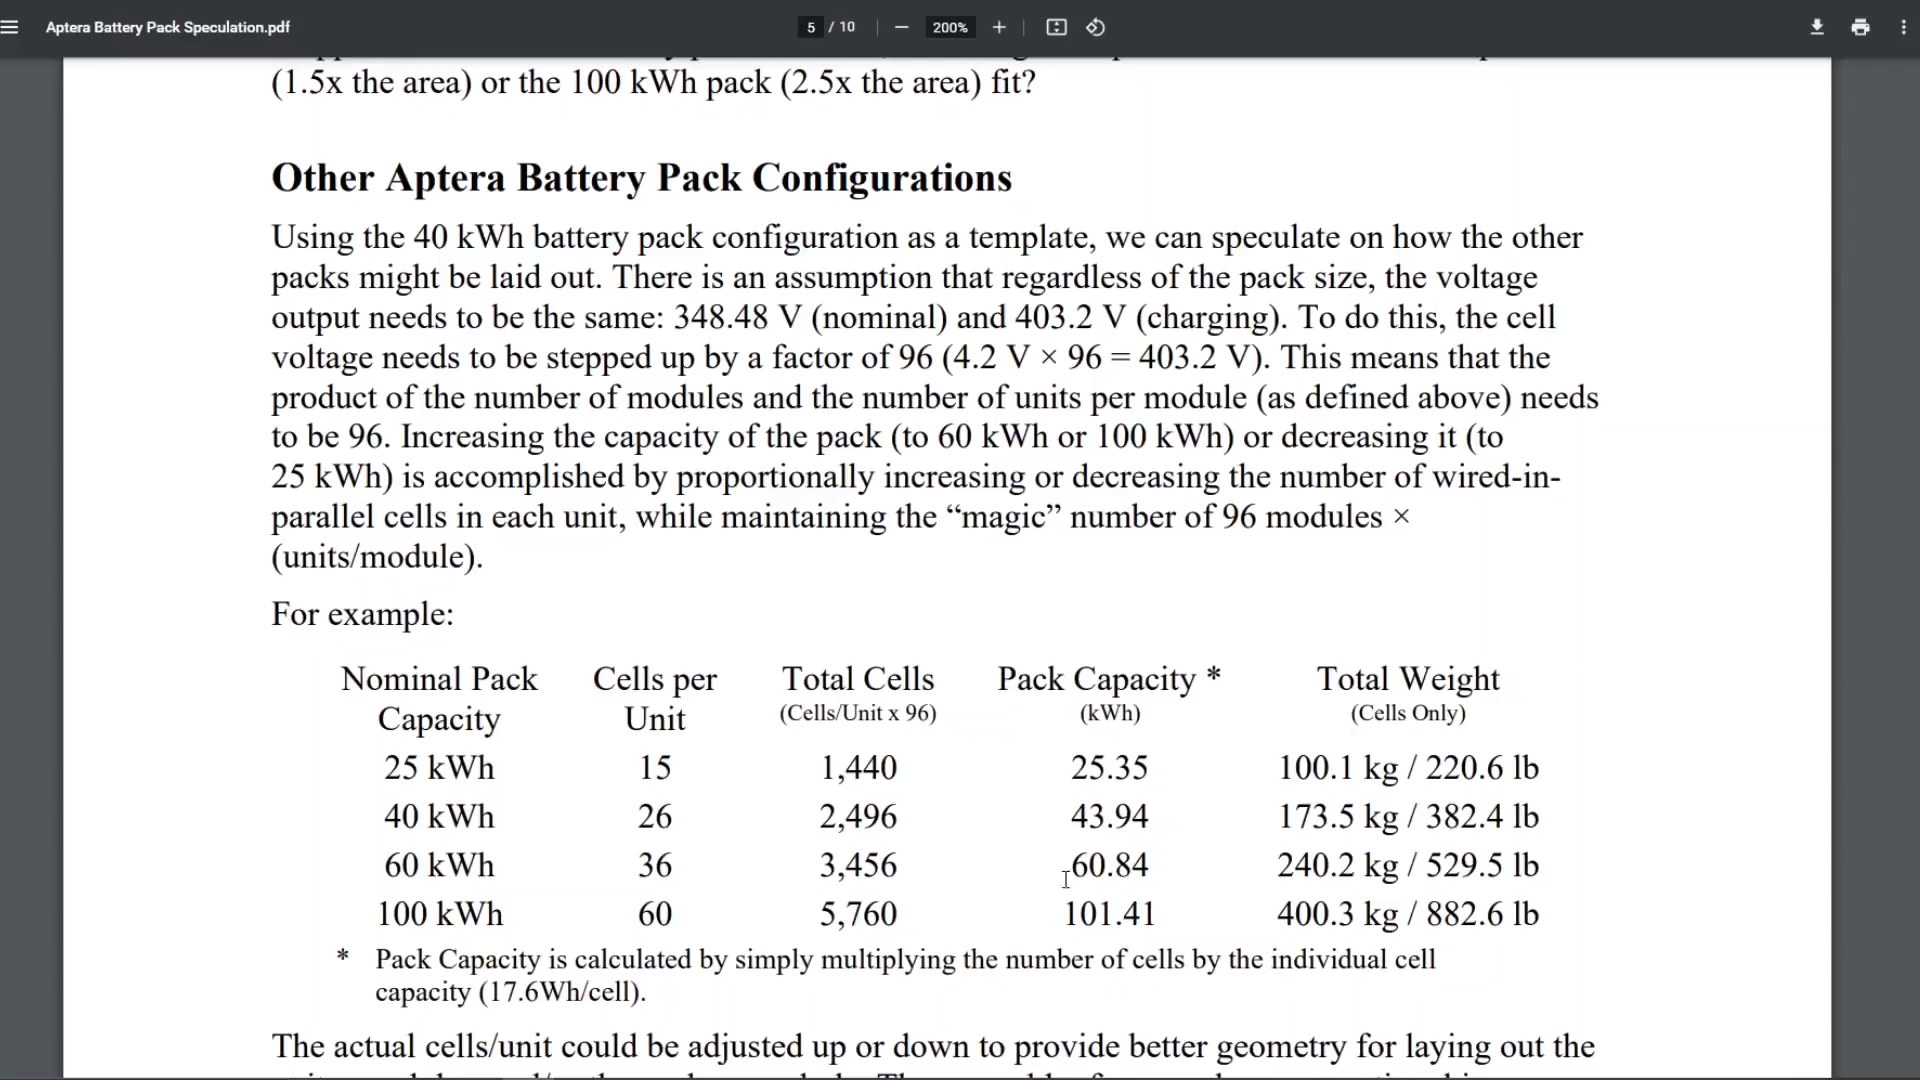 Aptera Battery Pack Speculation.pdf
5 / 10
200%
(1.5x the area) or the 100 kWh pack (2.5x the area) fit?
Other Aptera Battery Pack Configurations
Using the 40 kWh battery pack configuration as a template, we can speculate on how the other
packs might be laid out. There is an assumption that regardless of the pack size, the voltage
output needs to be the same: 348.48 V (nominal) and 403.2 V (charging). To do this, the cell
voltage needs to be stepped up by a factor of 96 (4.2 V × 96 = 403.2 V). This means that the
product of the number of modules and the number of units per module (as defined above) needs
to be 96. Increasing the capacity of the pack (to 60 kWh or 100 kWh) or decreasing it (to
25 kWh) is accomplished by proportionally increasing or decreasing the number of wired-in-
parallel cells in each unit, while maintaining the “magic” number of 96 modules ×
(units/module).
For example:
Nominal Pack Cells per Total Cells Pack Capacity * Total Weight
Capacity Unit (Cells/Unit x 96) (kWh) (Cells Only)
25 kWh 15 1,440 25.35 100.1 kg / 220.6 lb
40 kWh 26 2,496 43.94 173.5 kg / 382.4 lb
60 kWh 36 3,456 60.84 240.2 kg / 529.5 lb
100 kWh 60 5,760 101.41 400.3 kg / 882.6 lb
* Pack Capacity is calculated by simply multiplying the number of cells by the individual cell
capacity (17.6Wh/cell).
The actual cells/unit could be adjusted up or down to provide better geometry for laying out the